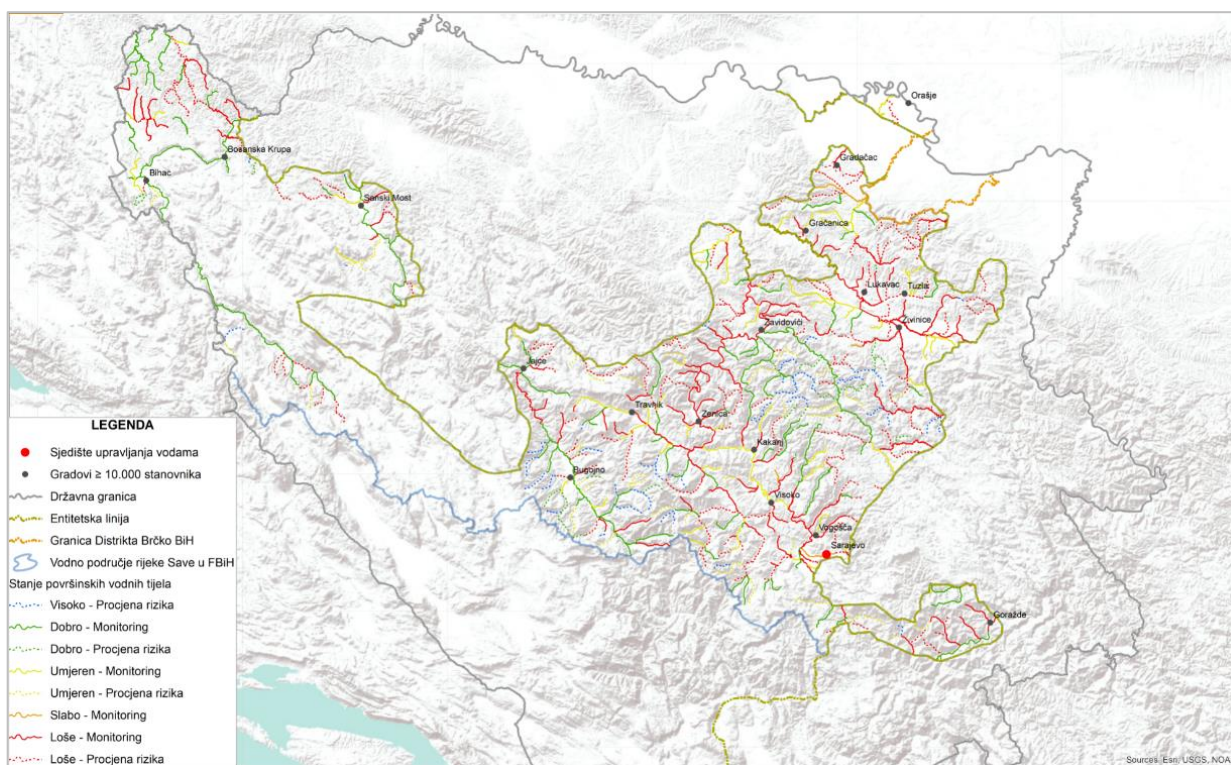 Orašje
Gradačac
Bosanska Krupa
Bihać
Sanski Most
Gračanica
Lukavac
Tuzla
Živinice
Zavidovići
Jajce
Travnik
Zenica
Kakanj
Bugojno
Visoko
Vogošća
Sarajevo
Goražde
LEGENDA
Sjedište upravljanja vodama
Gradovi ≥ 10.000 stanovnika
Državna granica
Entitetska linija
Granica Distrikta Brčko BiH
Vodno područje rijeke Save u FBiH
Stanje površinskih vodnih tijela
Visoko - Procjena rizika
Dobro - Monitoring
Dobro - Procjena rizika
Umjeren - Monitoring
Umjeren - Procjena rizika
Slabo - Monitoring
Loše - Monitoring
Loše - Procjena rizika
Sources: Esri, USGS,